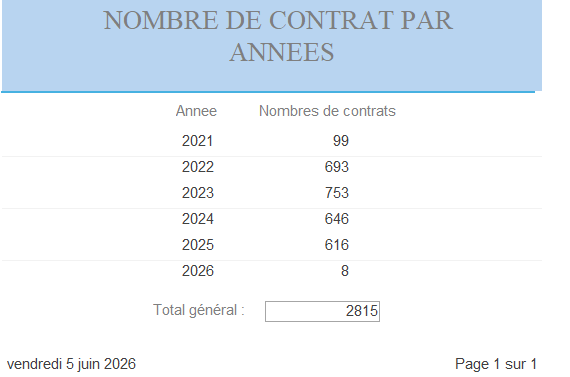 NOMBRE DE CONTRAT PAR
ANNEES
Annee Nombres de contrats
2021 99
2022 693
2023 753
2024 646
2025 616
2026 8
Total général : 2815
vendredi 5 juin 2026 Page 1 sur 1